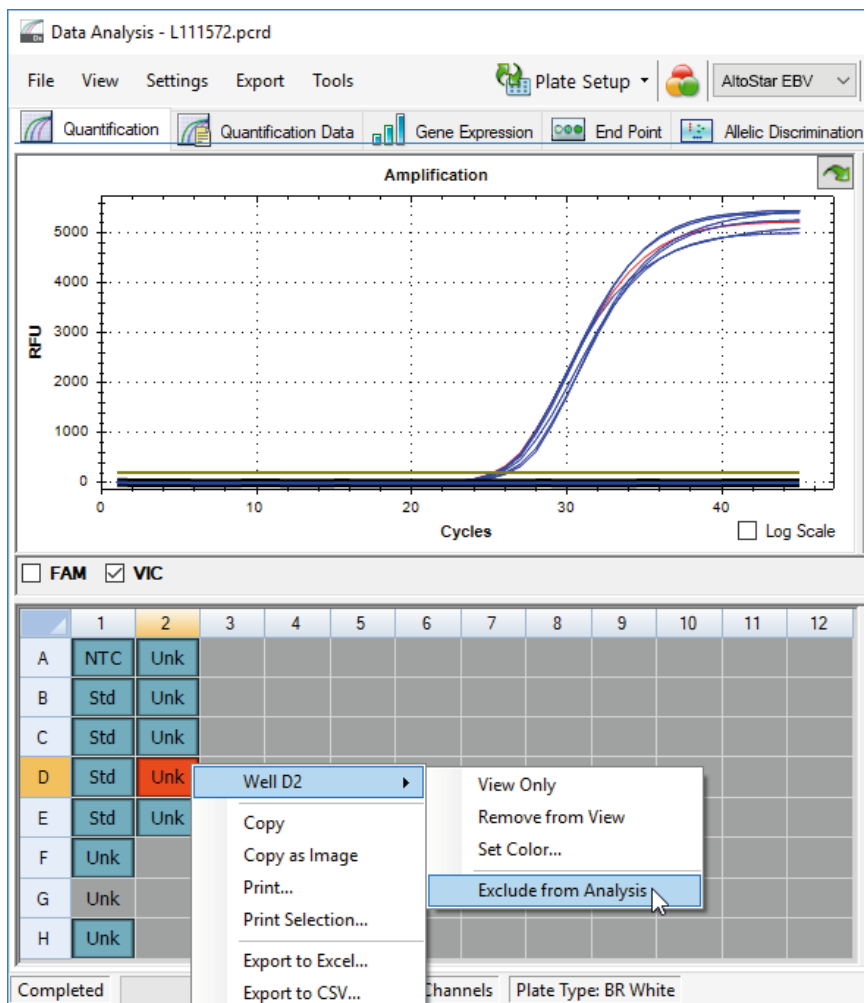 Data Analysis - L111572.pcrd
File View Settings Export Tools Plate Setup AltoStar EBV
Quantification Quantification Data Gene Expression End Point Allelic Discrimination
Amplification
5000
4000
3000
2000
1000
0
RFU
0 10 20 30 40
Cycles
Log Scale
FAM VIC
1 2 3 4 5 6 7 8 9 10 11 12
A NTC Unk
B Std Unk
C Std Unk
D Std Unk
E Std Unk
F Unk
G Unk
H Unk
Well D2
Copy
Copy as Image
Print...
Print Selection...
Export to Excel...
Export to CSV...
View Only
Remove from View
Set Color...
Exclude from Analysis
Completed Channels Plate Type: BR White